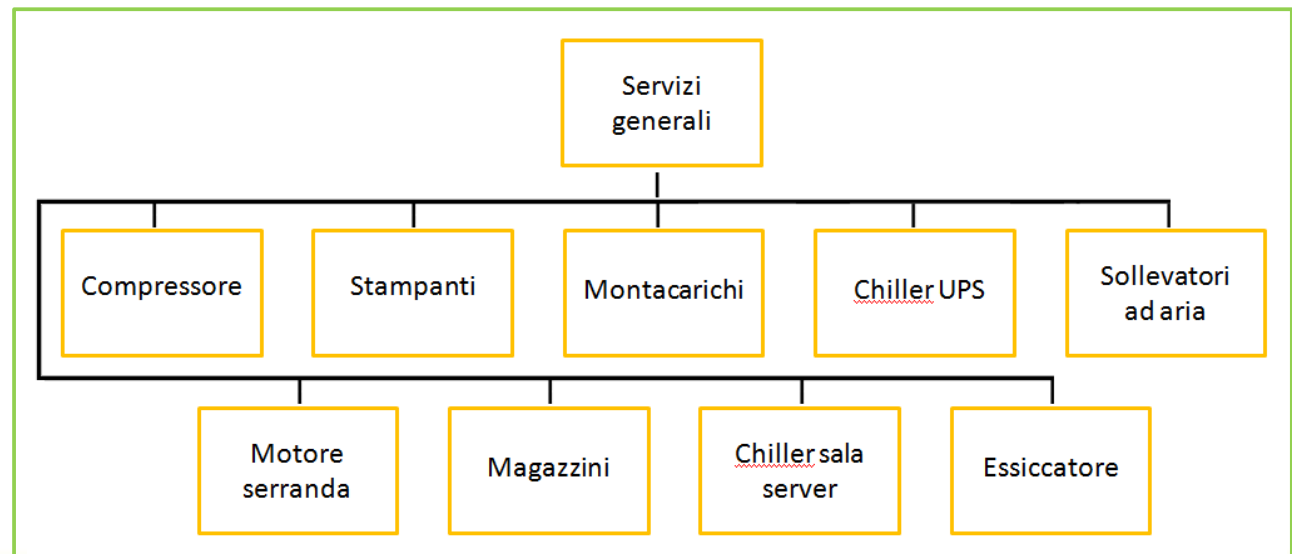 Servizi
generali
Compressore
Stampanti
Montacarichi
Chiller UPS
Sollevatori
ad aria
Motore
serranda
Magazzini
Chiller sala
server
Essiccatore